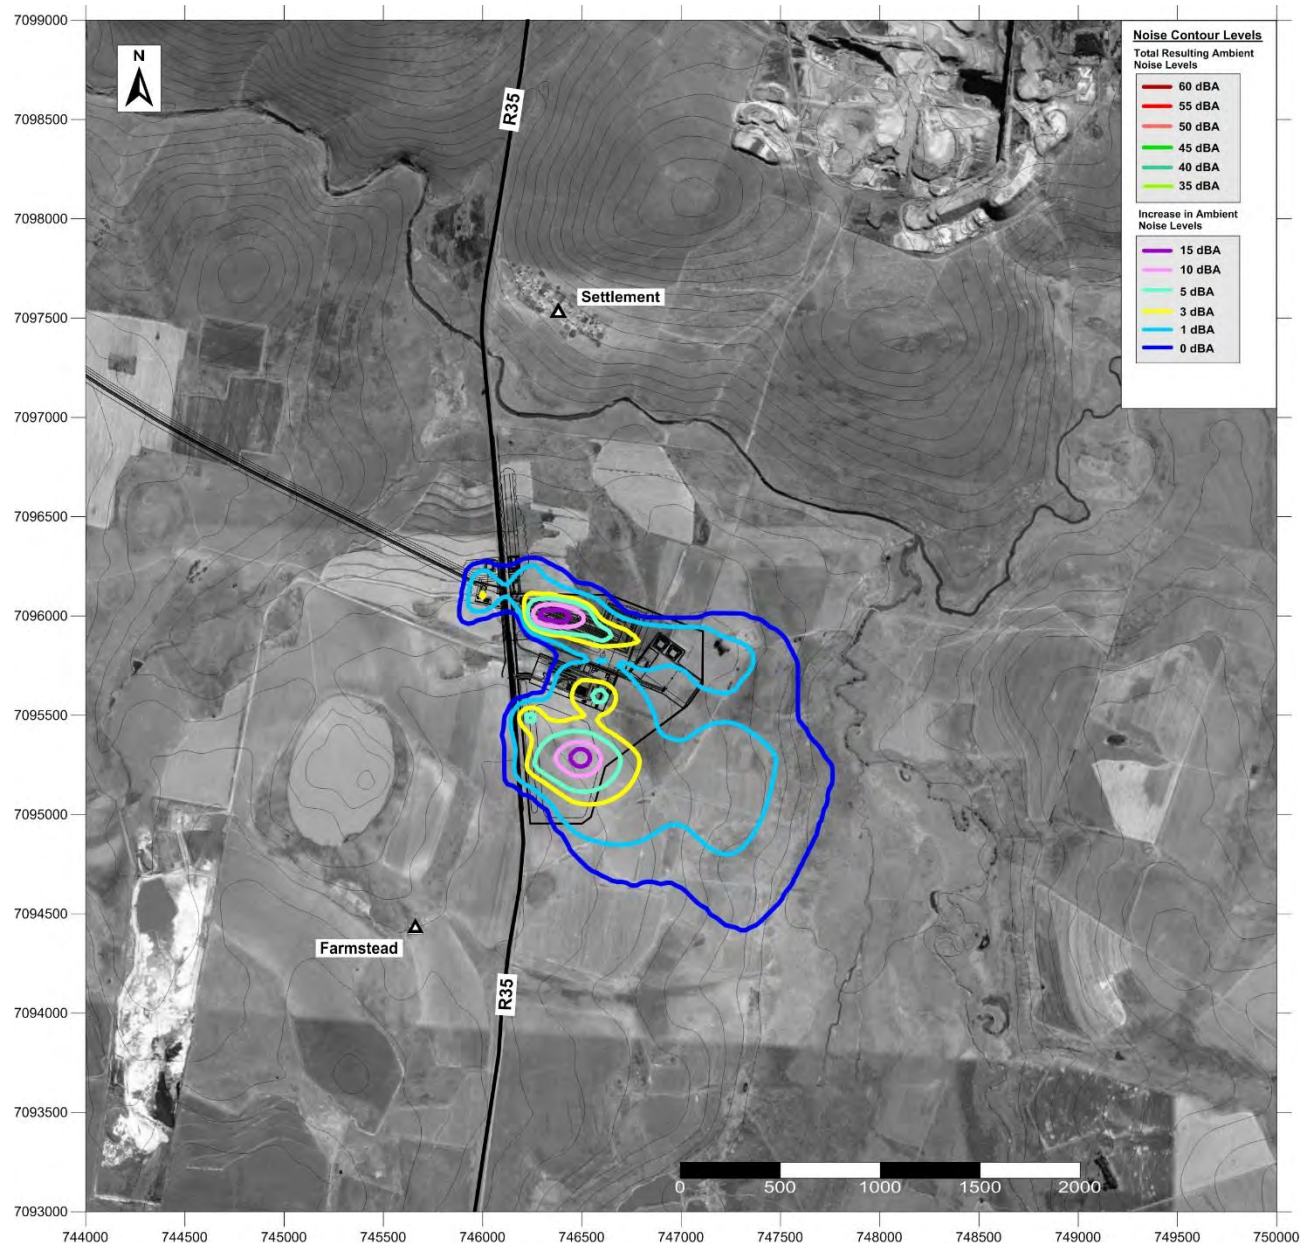 7099000
7098500
7098000
7097500
7097000
7096500
7096000
7095500
7095000
7094500
7094000
7093500
7093000
N
R35
Noise Contour Levels
Total Resulting Ambient
Noise Levels
60 dBA
55 dBA
50 dBA
45 dBA
40 dBA
35 dBA
Increase in Ambient
Noise Levels
15 dBA
10 dBA
5 dBA
3 dBA
1 dBA
0 dBA
Settlement
Farmstead
R35
0 500 1000 1500 2000
744000 744500 745000 745500 746000 746500 747000 747500 748000 748500 749000 749500 750000